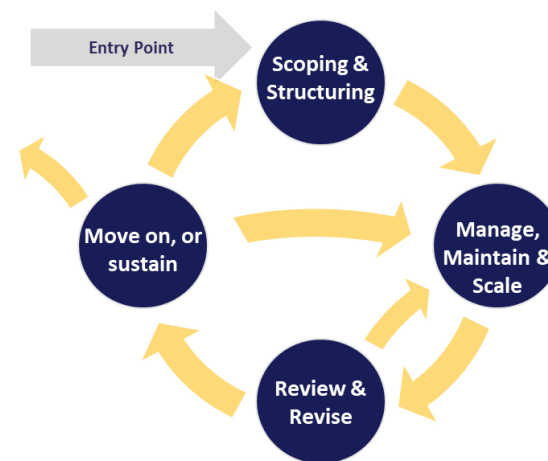 Entry Point
Scoping &
Structuring
Move on, or
sustain
Manage,
Maintain &
Scale
Review &
Revise